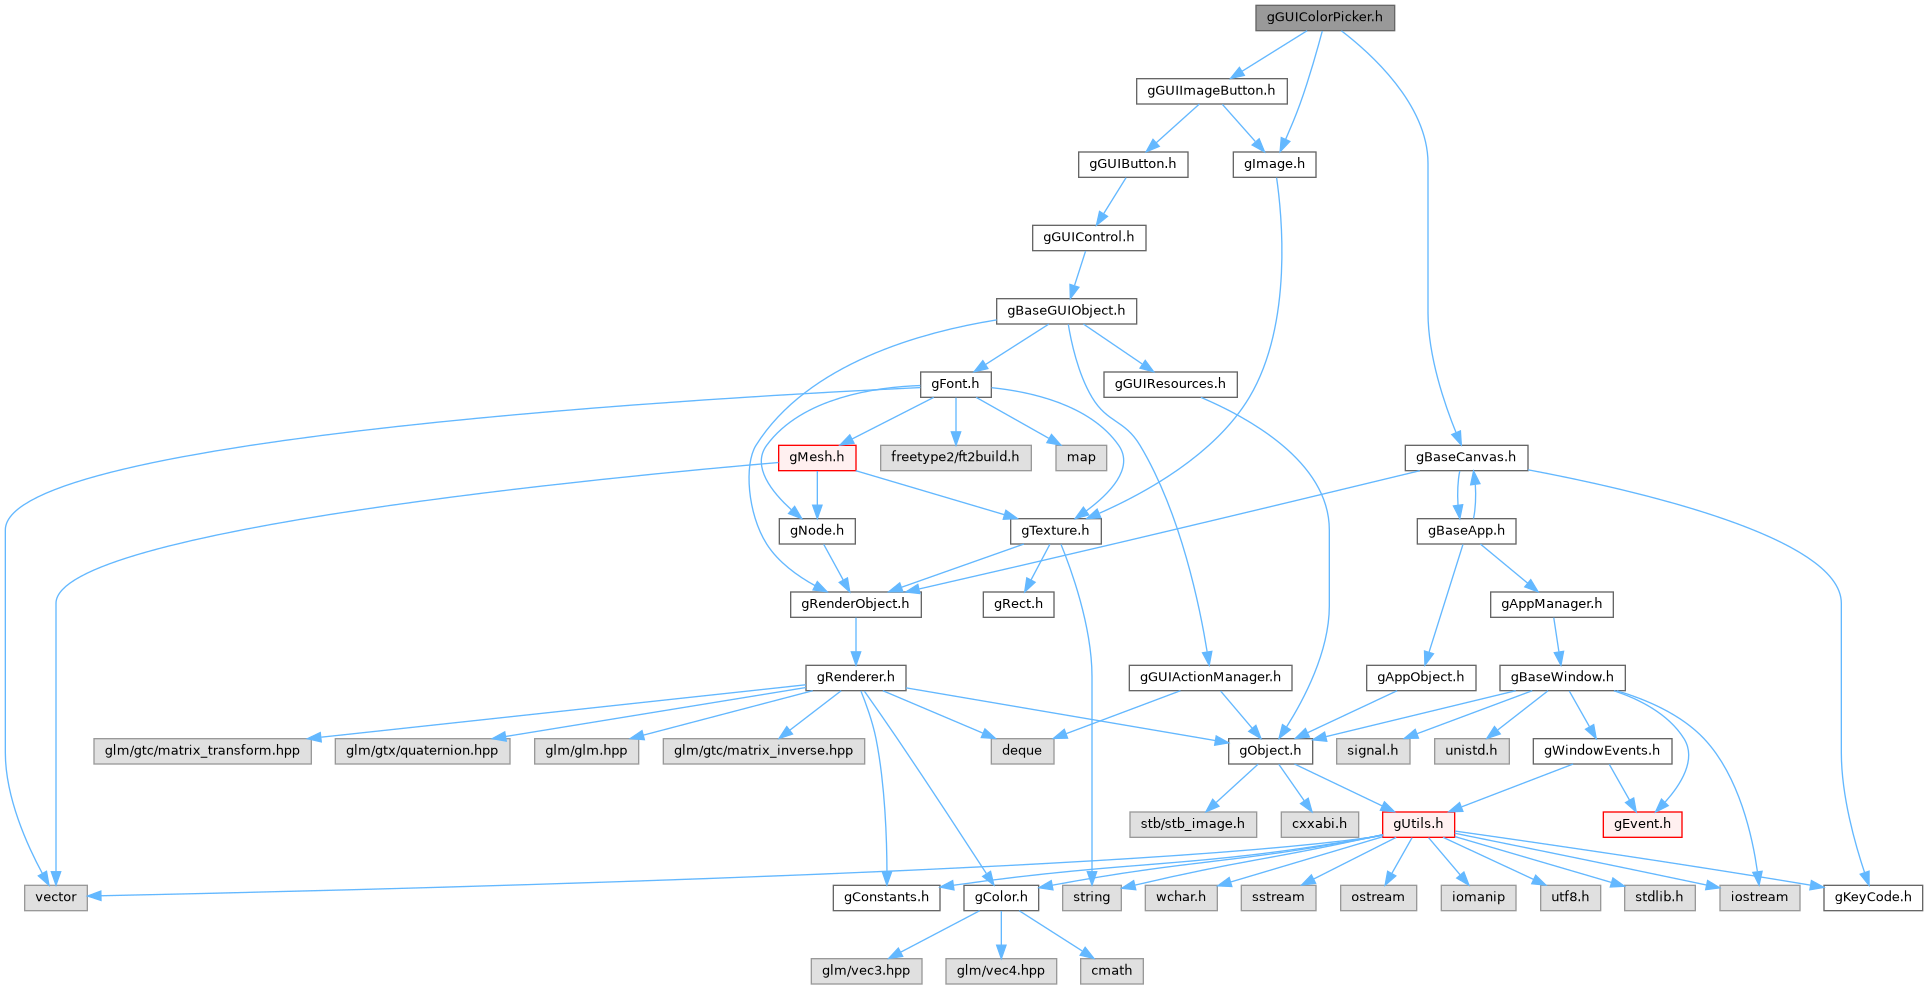 gGUIColorPicker.h
gGUIImageButton.h
gGUIButton.h
gImage.h
gGUIControl.h
gBaseGUIObject.h
gFont.h
gGUIResources.h
gMesh.h
freetype2/ft2build.h
map
gBaseCanvas.h
gNode.h
gTexture.h
gBaseApp.h
gRenderObject.h
gRect.h
gAppManager.h
gRenderer.h
gGUIActionManager.h
gAppObject.h
gBaseWindow.h
glm/gtc/matrix_transform.hpp
glm/gtx/quaternion.hpp
glm/glm.hpp
glm/gtc/matrix_inverse.hpp
deque
gObject.h
signal.h
unistd.h
gWindowEvents.h
stb/stb_image.h
cxxabi.h
gUtils.h
gEvent.h
vector
gConstants.h
gColor.h
string
wchar.h
sstream
ostream
iomanip
utf8.h
stdlib.h
iostream
gKeyCode.h
glm/vec3.hpp
glm/vec4.hpp
cmath